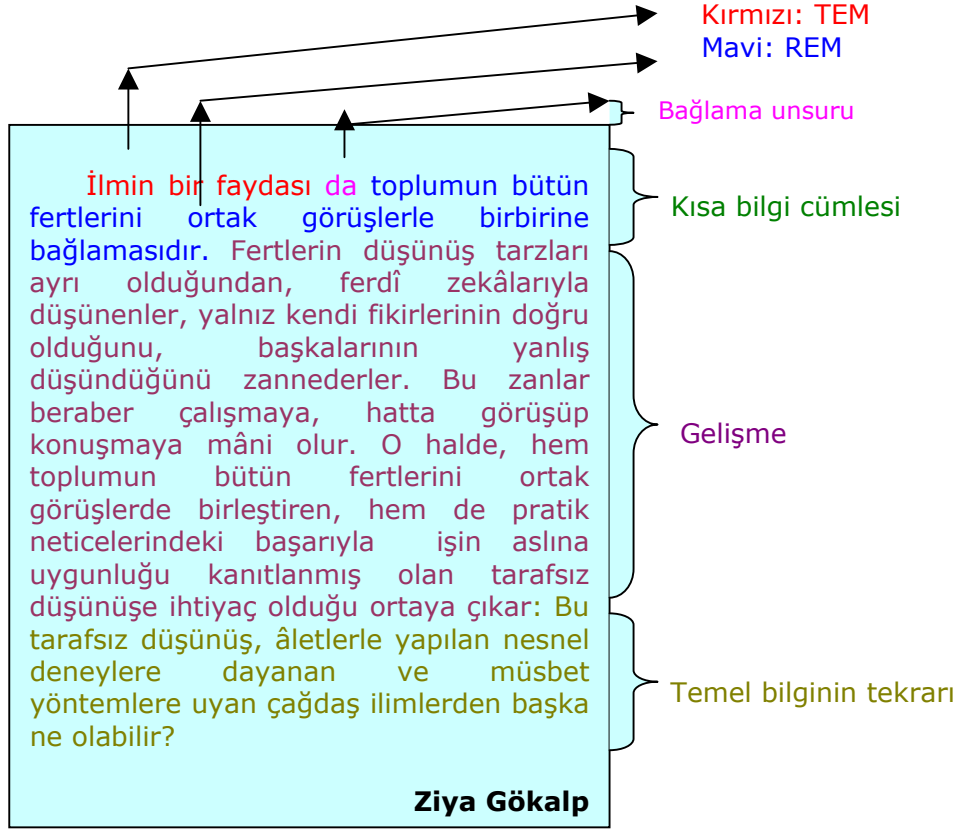 Kırmızı: TEM
Mavi: REM
Bağlama unsuru
İlmin bir faydası da toplumun bütün
fertlerini ortak görüşlerle birbirine
bağlamasıdır. Fertlerin düşünüş tarzları
ayrı olduğundan, ferdî zekâlarıyla
düşünenler, yalnız kendi fikirlerinin doğru
olduğunu, başkalarının yanlış
düşündüğünü zannederler. Bu zanlar
beraber çalışmaya, hatta görüşüp
konuşmaya mâni olur. O halde, hem
toplumun bütün fertlerini ortak
görüşlerde birleştiren, hem de pratik
neticelerindeki başarıyla işin aslına
uygunluğu kanıtlanmış olan tarafsız
düşünüşe ihtiyaç olduğu ortaya çıkar: Bu
tarafsız düşünüş, âletlerle yapılan nesnel
deneylere dayanan ve müsbet
yöntemlere uyan çağdaş ilimlerden başka
ne olabilir?
Ziya Gökalp
Kısa bilgi cümlesi
Gelişme
Temel bilginin tekrarı